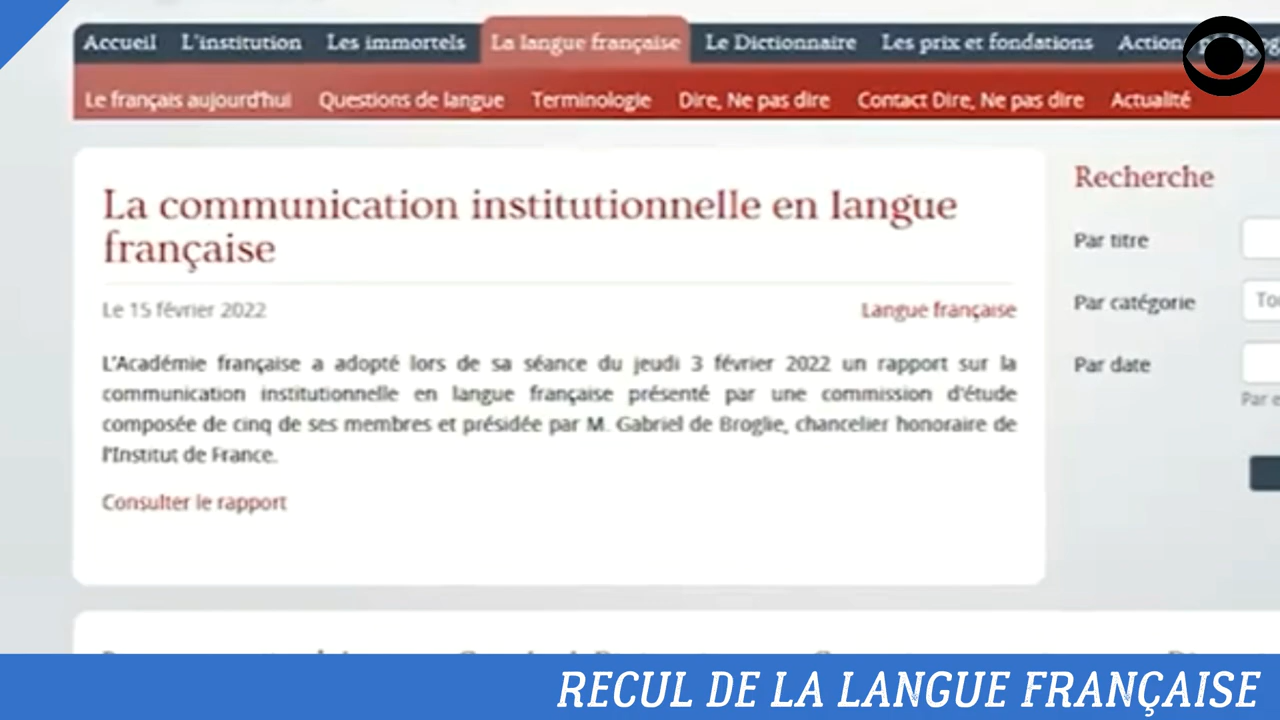 Accueil L'institution Les immortels La langue française Le Dictionnaire Les prix et fondations
Le français aujourd'hui Questions de langue Terminologie Dire, Ne pas dire Contact Dire, Ne pas dire Actualité
La communication institutionnelle en langue
française
Recherche
Le 15 février 2022 Langue française
Par titre
Par catégorie
Par date
L'Académie française a adopté lors de sa séance du jeudi 3 février 2022 un rapport sur la
communication institutionnelle en langue française présenté par une commission d'étude
composée de cinq de ses membres et présidée par M. Gabriel de Broglie, chancelier honoraire de
l'Institut de France.
Consulter le rapport
RECUL DE LA LANGUE FRANÇAISE